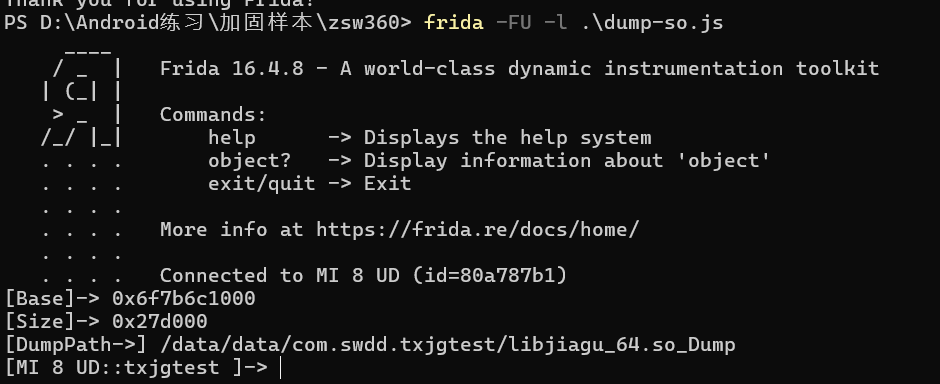 Thank you for using Frida!
PS D:\Android练习\加固样本\zsw360> frida -FU -l .\dump-so.js
     ____
    / _  |   Frida 16.4.8 - A world-class dynamic instrumentation toolkit
   | (_| |
    > _  |   Commands:
   /_/ |_|       help      -> Displays the help system
   . . . .       object?   -> Display information about 'object'
   . . . .       exit/quit -> Exit
   . . . .
   . . . .   More info at https://frida.re/docs/home/
   . . . .
   . . . .   Connected to MI 8 UD (id=80a787b1)
[Base]-> 0x6f7b6c1000
[Size]-> 0x27d000
[DumpPath->] /data/data/com.swdd.txjgtest/libjiagu_64.so_Dump
[MI 8 UD::txjgtest ]->